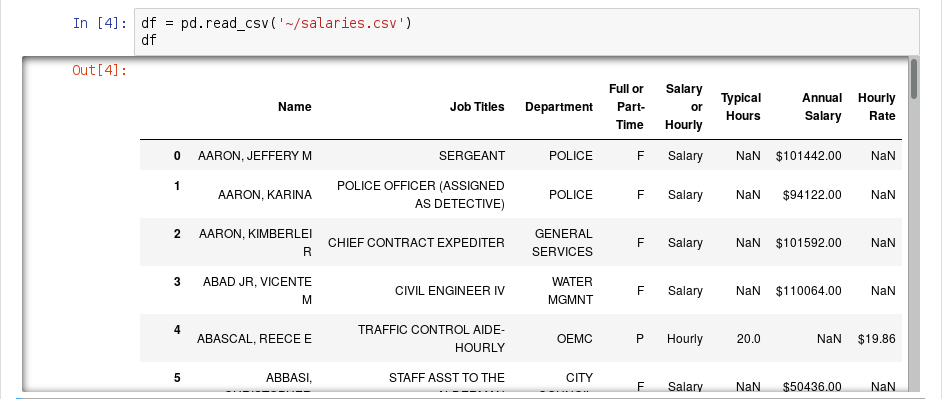 In [4]: df = pd.read_csv('~/salaries.csv')
df
Out[4]:
Name Job Titles Department Full or Part-Time Salary or Hourly Typical Hours Annual Salary Hourly Rate
0 AARON, JEFFERY M SERGEANT POLICE F Salary NaN $101442.00 NaN
1 AARON, KARINA POLICE OFFICER (ASSIGNED AS DETECTIVE) POLICE F Salary NaN $94122.00 NaN
2 AARON, KIMBERLEI R CHIEF CONTRACT EXPEDITER GENERAL SERVICES F Salary NaN $101592.00 NaN
3 ABAD JR, VICENTE M CIVIL ENGINEER IV WATER MGMNT F Salary NaN $110064.00 NaN
4 ABASCAL, REECE E TRAFFIC CONTROL AIDE-HOURLY OEMC P Hourly 20.0 NaN $19.86
5 ABBASI, STAFF ASST TO THE CITY F Salary NaN $50436.00 NaN